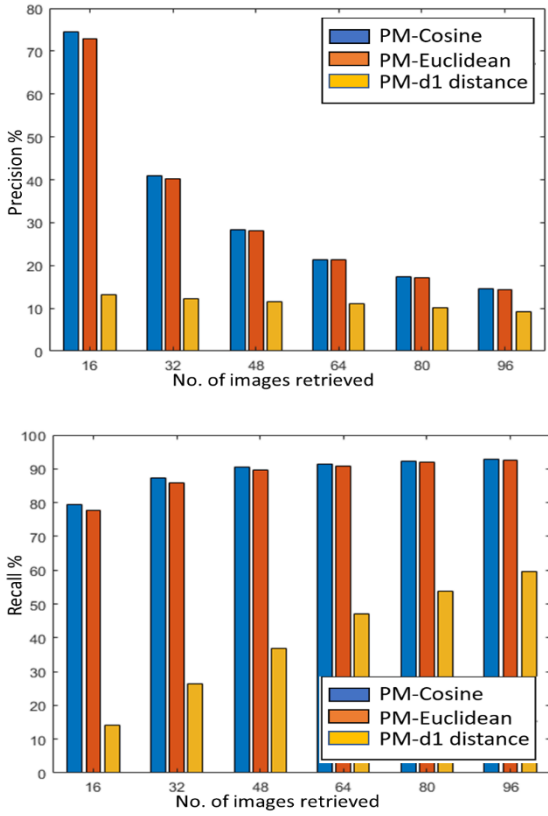 80
70
60
50
40
30
20
10
0
Precision %
PM-Cosine
PM-Euclidean
PM-d1 distance
16 32 48 64 80 96
No. of images retrieved
100
90
80
70
60
50
40
30
20
10
0
Recall %
PM-Cosine
PM-Euclidean
PM-d1 distance
16 32 48 64 80 96
No. of images retrieved